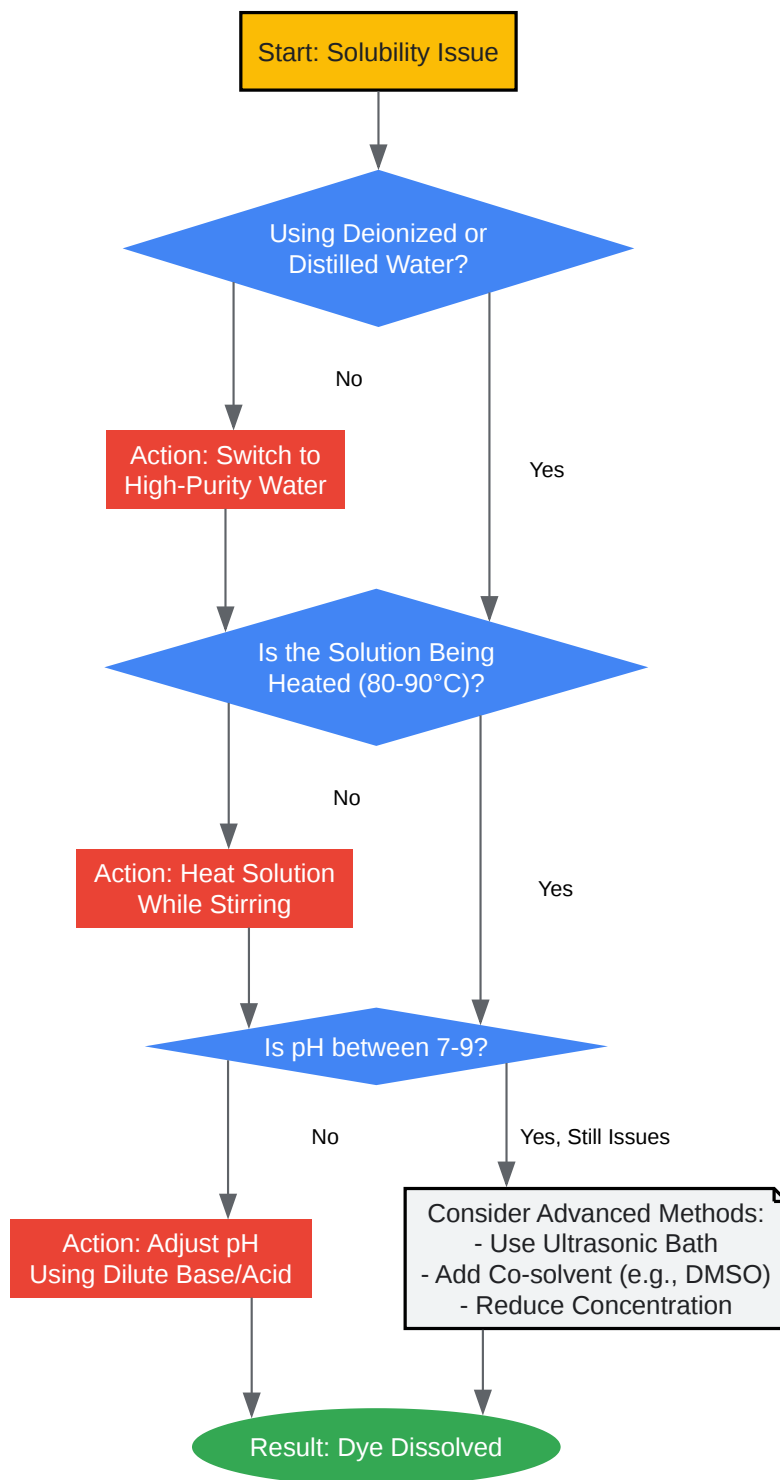 Start: Solubility Issue
Using Deionized or
Distilled Water?
No
Action: Switch to
High-Purity Water
Yes
Is the Solution Being
Heated (80-90°C)?
No
Action: Heat Solution
While Stirring
Yes
Is pH between 7-9?
No
Yes, Still Issues
Action: Adjust pH
Using Dilute Base/Acid
Consider Advanced Methods:
- Use Ultrasonic Bath
- Add Co-solvent (e.g., DMSO)
- Reduce Concentration
Result: Dye Dissolved